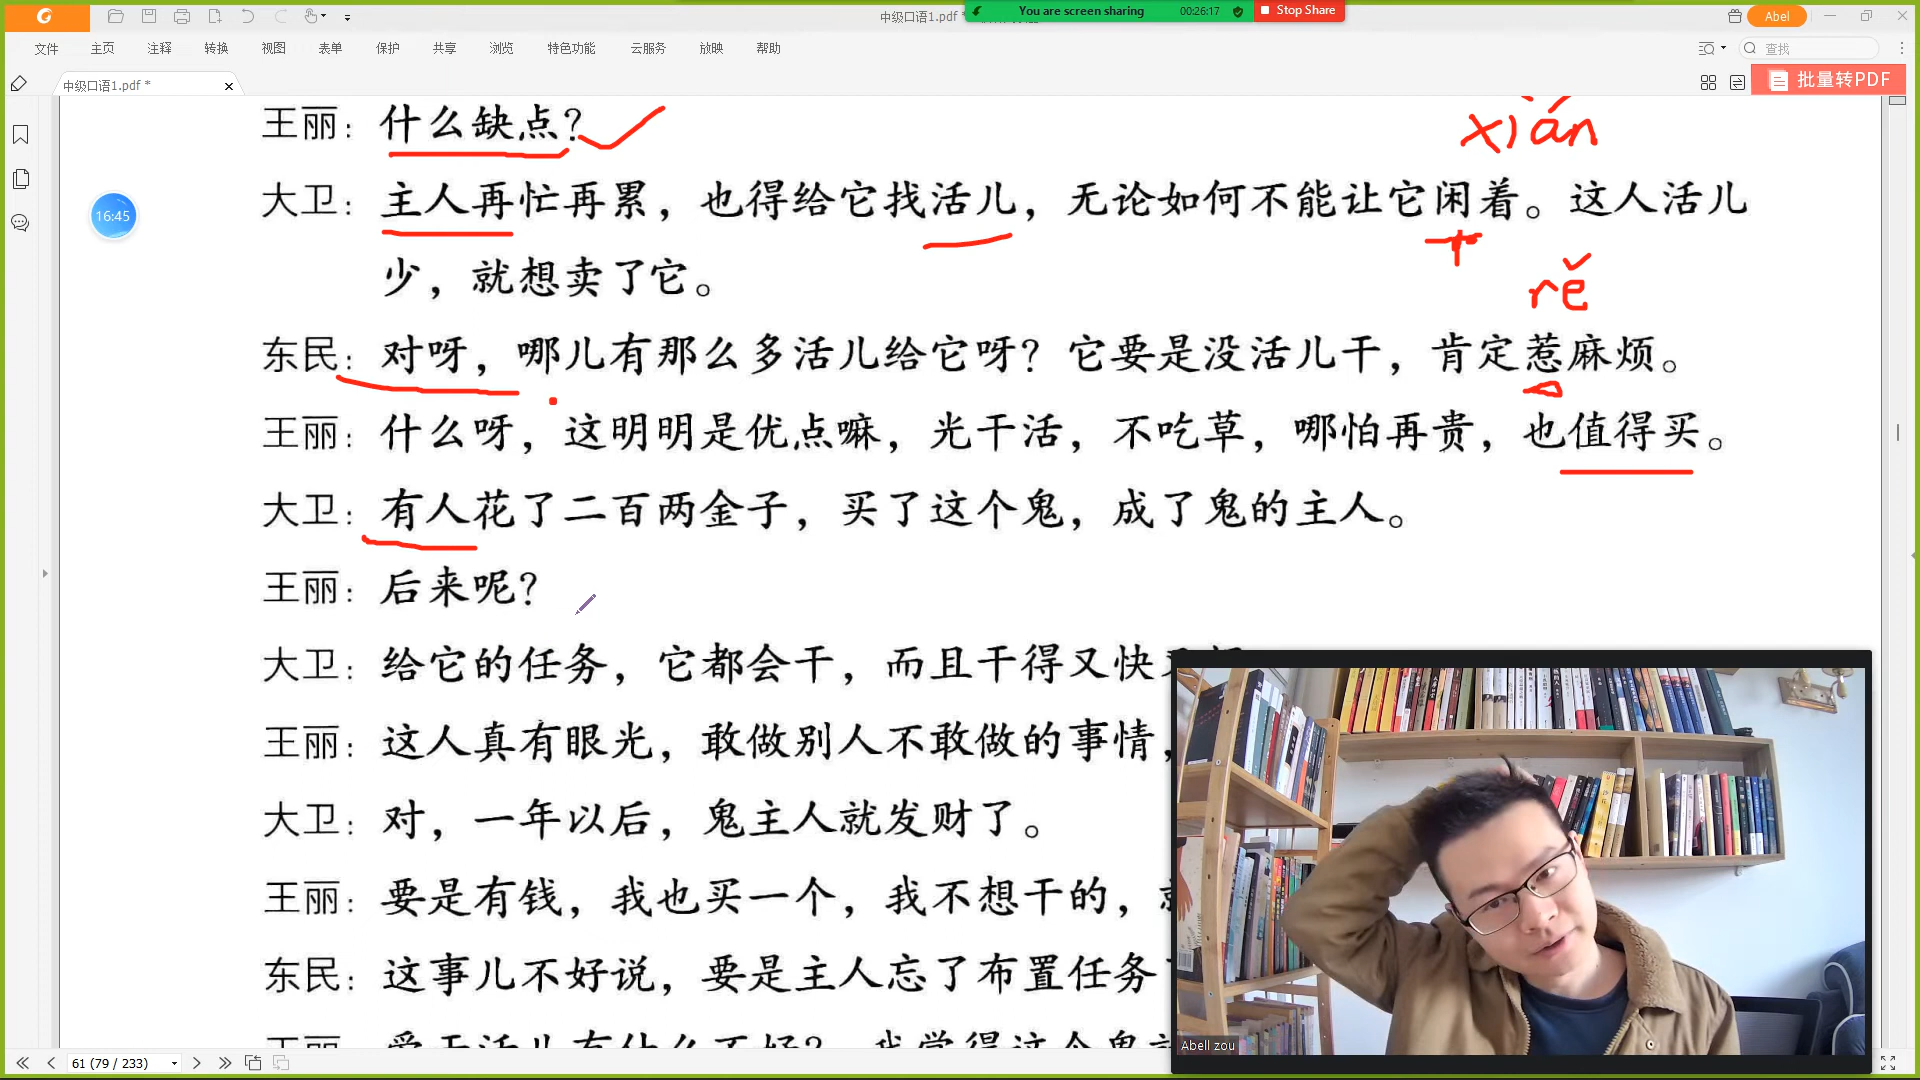 中级口语1.pdf *
You are screen sharing
00:26:17
Stop Share
Abel
文件
主页
注释
转换
视图
表单
保护
共享
浏览
特色功能
云服务
放映
帮助
查找
中级口语1.pdf *
批量转PDF
王丽：什么缺点？
xián
16:45
大卫：主人再忙再累，也得给它找活儿，无论如何不能让它闲着。这人活儿
少，就想卖了它。
rě
东民：对呀，哪儿有那么多活儿给它呀？它要是没活儿干，肯定惹麻烦。
王丽：什么呀，这明明是优点嘛，光干活，不吃草，哪怕再贵，也值得买。
大卫：有人花了二百两金子，买了这个鬼，成了鬼的主人。
王丽：后来呢？
大卫：给它的任务，它都会干，而且干得又快
王丽：这人真有眼光，敢做别人不敢做的事情，
大卫：对，一年以后，鬼主人就发财了。
王丽：要是有钱，我也买一个，我不想干的，
东民：这事儿不好说，要是主人忘了布置任务
Abell zou
61 (79 / 233)